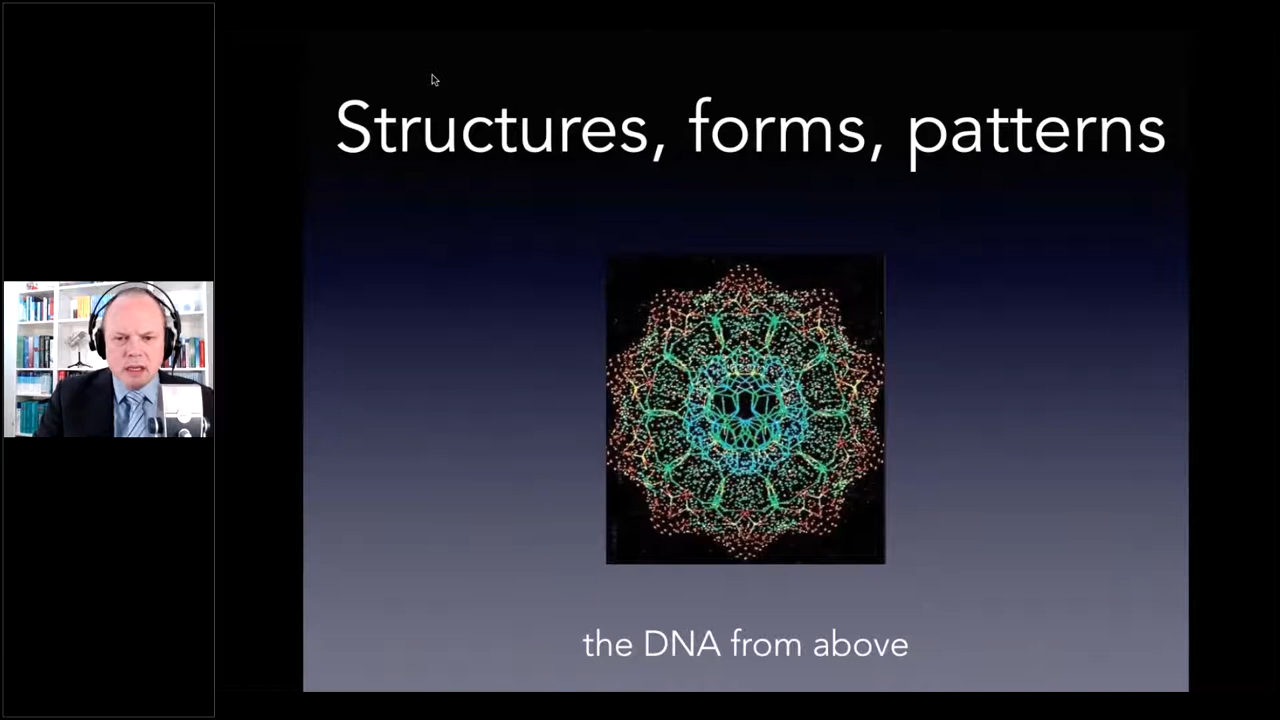 Structures, forms, patterns
the DNA from above